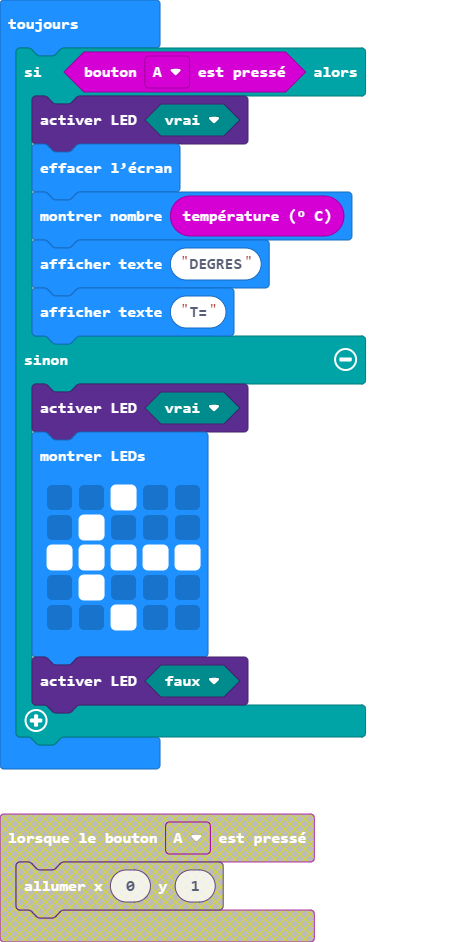 toujours
si bouton A est pressé alors
activer LED vrai
effacer l'écran
montrer nombre température (º C)
afficher texte "DEGRES"
afficher texte "T="
sinon
activer LED vrai
montrer LEDs
activer LED faux
lorsque le bouton A est pressé
allumer x 0 y 1